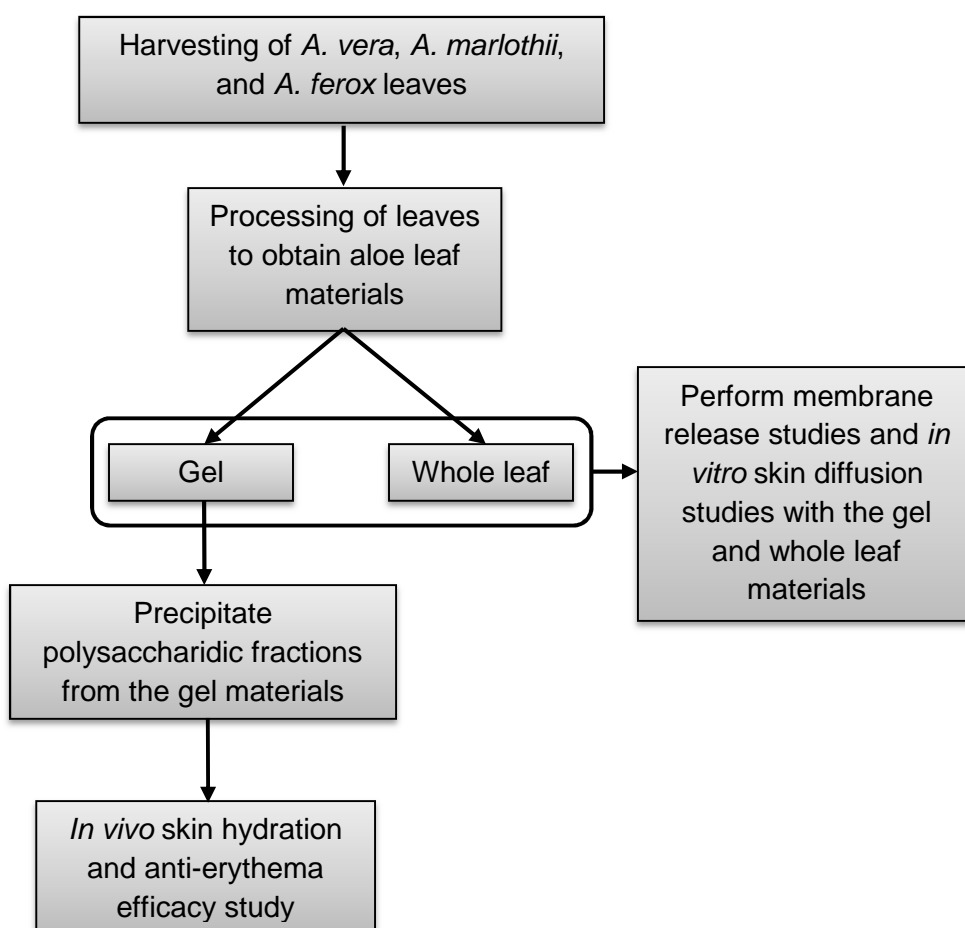 Harvesting of A. vera, A. marlothii,
and A. ferox leaves
Processing of leaves
to obtain aloe leaf
materials
Gel
Whole leaf
Perform membrane
release studies and in
vitro skin diffusion
studies with the gel
and whole leaf
materials
Precipitate
polysaccharidic fractions
from the gel materials
In vivo skin hydration
and anti-erythema
efficacy study